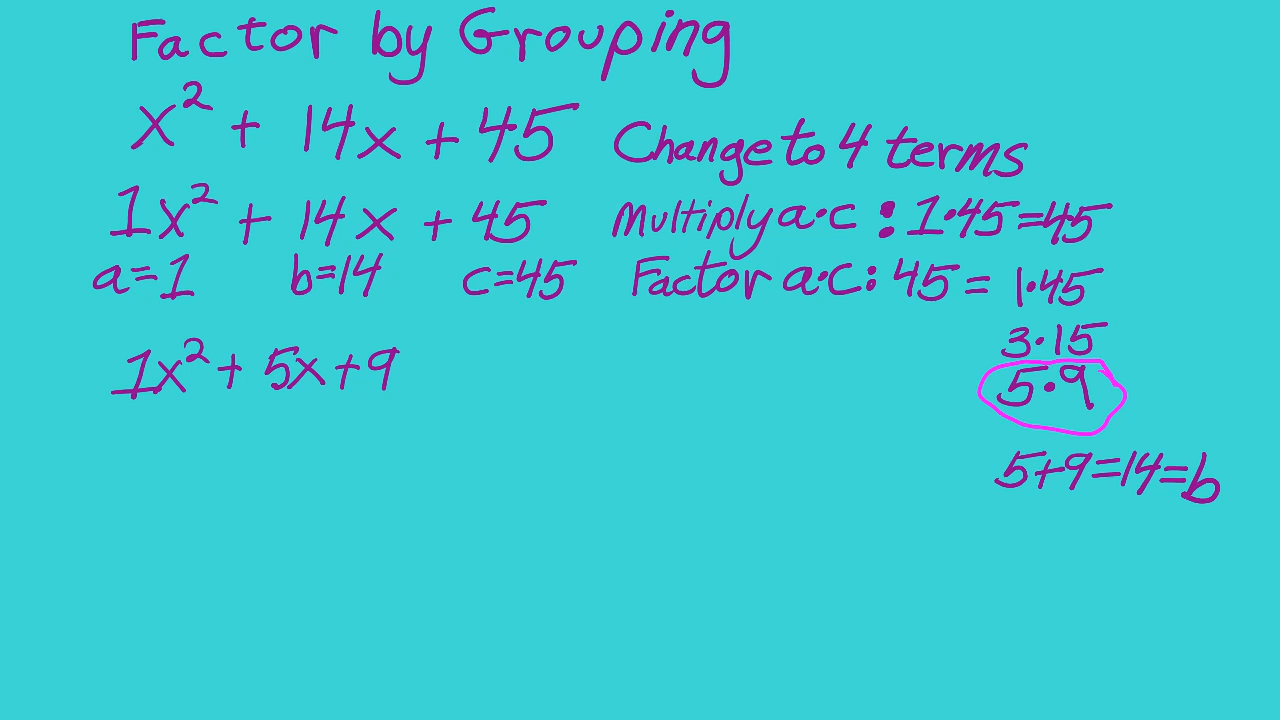 Factor by Grouping
x² + 14x + 45 Change to 4 terms
1x² + 14x + 45 Multiply a·c : 1·45=45
a=1 b=14 c=45 Factor a·c: 45 = 1·45
3·15
1x² + 5x + 9 5·9
5+9=14=b